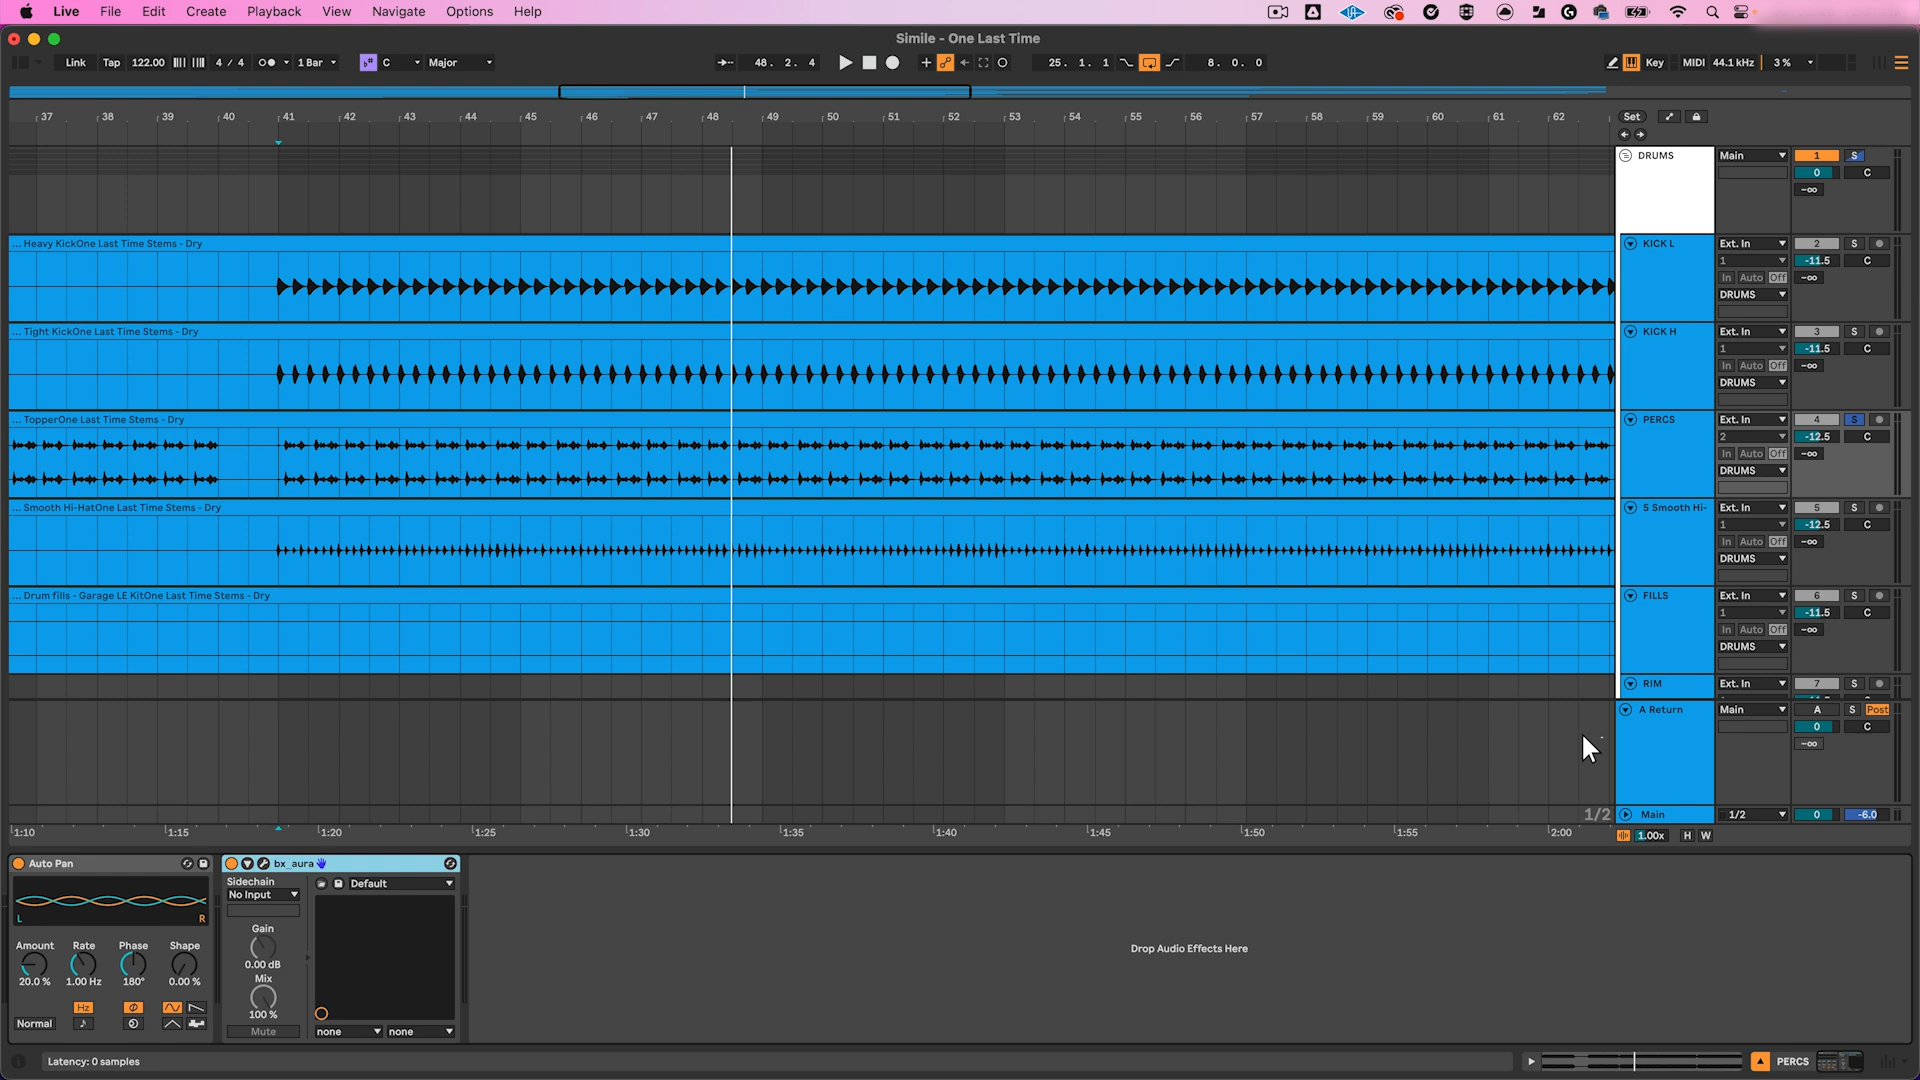 Live File Edit Create Playback View Navigate Options Help
Simile - One Last Time
Link Tap 122.00 4 / 4 1 Bar C Major 48. 2. 4 25. 1. 1 8. 0. 0 Key MIDI 44.1 kHz 3 %
37 38 39 40 41 42 43 44 45 46 47 48 49 50 51 52 53 54 55 56 57 58 59 60 61 62 Set
DRUMS Main 1 S
0 C
-∞
... Heavy KickOne Last Time Stems - Dry KICK L Ext. In 2 S
1 -11.5 C
In Auto Off -∞
DRUMS
... Tight KickOne Last Time Stems - Dry KICK H Ext. In 3 S
1 -11.5 C
In Auto Off -∞
DRUMS
... TopperOne Last Time Stems - Dry PERCS Ext. In 4 S
2 -12.5 C
In Auto Off -∞
DRUMS
... Smooth Hi-HatOne Last Time Stems - Dry 5 Smooth Hi- Ext. In 5 S
1 -12.5 C
In Auto Off -∞
DRUMS
... Drum fills - Garage LE KitOne Last Time Stems - Dry FILLS Ext. In 6 S
1 -11.5 C
In Auto Off -∞
DRUMS
RIM Ext. In 7 S
A Return Main A S Post
0 C
-∞
1/2 Main 1/2 0 -6.0
1:10 1:15 1:20 1:25 1:30 1:35 1:40 1:45 1:50 1:55 2:00 1.00x H W
Auto Pan bx_aura
Sidechain Default
No Input
L R
Gain
Amount Rate Phase Shape
0.00 dB
20.0 % 1.00 Hz 180° 0.00 %
Mix
100 %
Hz
Normal
Mute none none
Drop Audio Effects Here
Latency: 0 samples PERCS